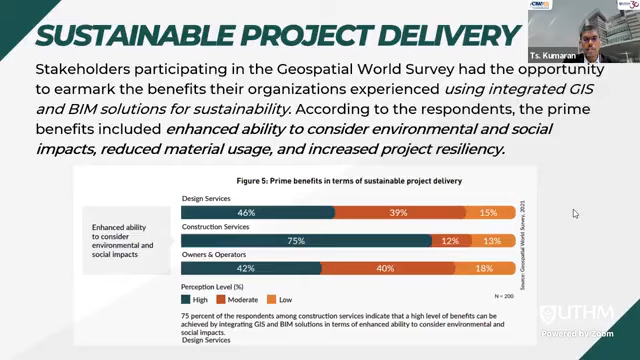 SUSTAINABLE PROJECT DELIVERY
Ts. Kumaran
Stakeholders participating in the Geospatial World Survey had the opportunity
to earmark the benefits their organizations experienced using integrated GIS
and BIM solutions for sustainability. According to the respondents, the prime
benefits included enhanced ability to consider environmental and social
impacts, reduced material usage, and increased project resiliency.
Figure 5: Prime benefits in terms of sustainable project delivery
Enhanced ability
to consider
environmental and
social impacts
Design Services
46% 39% 15%
Construction Services
75% 12% 13%
Owners & Operators
42% 40% 18%
Perception Level (%)
High Moderate Low
N = 200
Source: Geospatial World Survey, 2021
75 percent of the respondents among construction services indicate that a high level of benefits can be
achieved by integrating GIS and BIM solutions in terms of enhanced ability to consider environmental and
social impacts.
Design Services
UTHM
Powered by Zoom